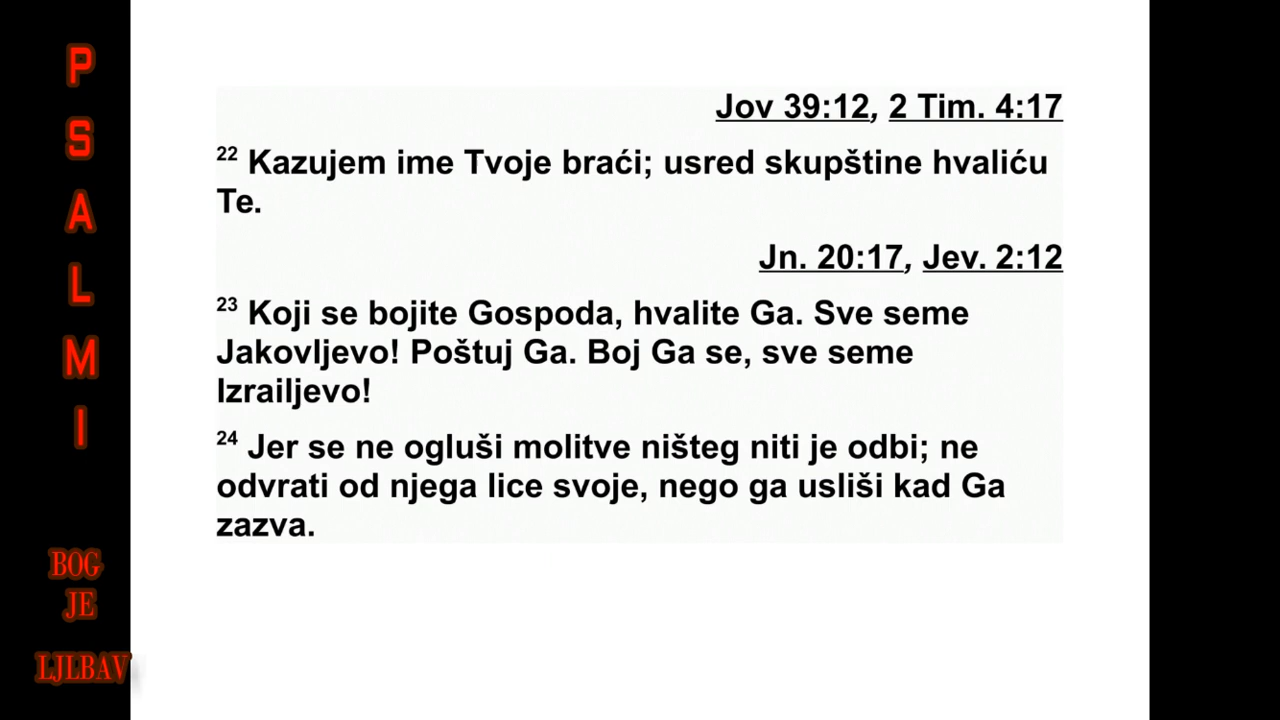 PSALMI
BOG
JE
LJLBAV
Jov 39:12, 2 Tim. 4:17
22 Kazujem ime Tvoje braći; usred skupštine hvaliću
Te.
Jn. 20:17, Jev. 2:12
23 Koji se bojite Gospoda, hvalite Ga. Sve seme
Jakovljevo! Poštuj Ga. Boj Ga se, sve seme
Izrailjevo!
24 Jer se ne ogluši molitve ništeg niti je odbi; ne
odvrati od njega lice svoje, nego ga usliši kad Ga
zazva.